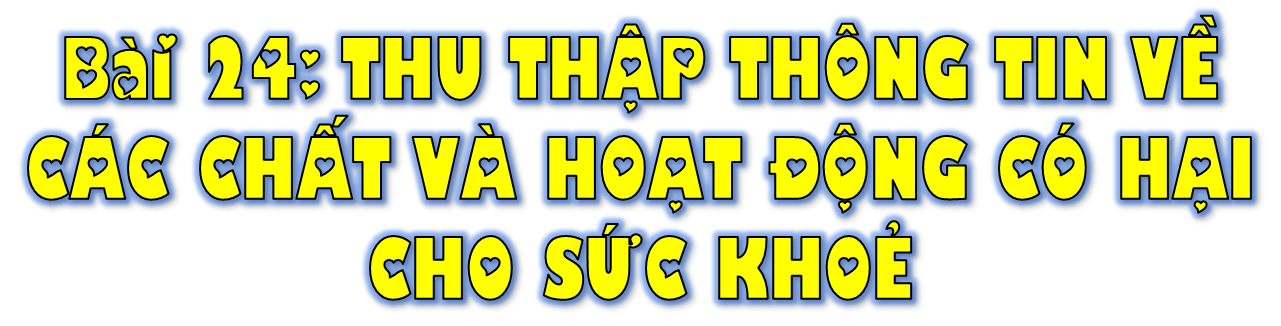 Bài 24: THU THẬP THÔNG TIN VỀ
CÁC CHẤT VÀ HOẠT ĐỘNG CÓ HẠI
CHO SỨC KHOẺ